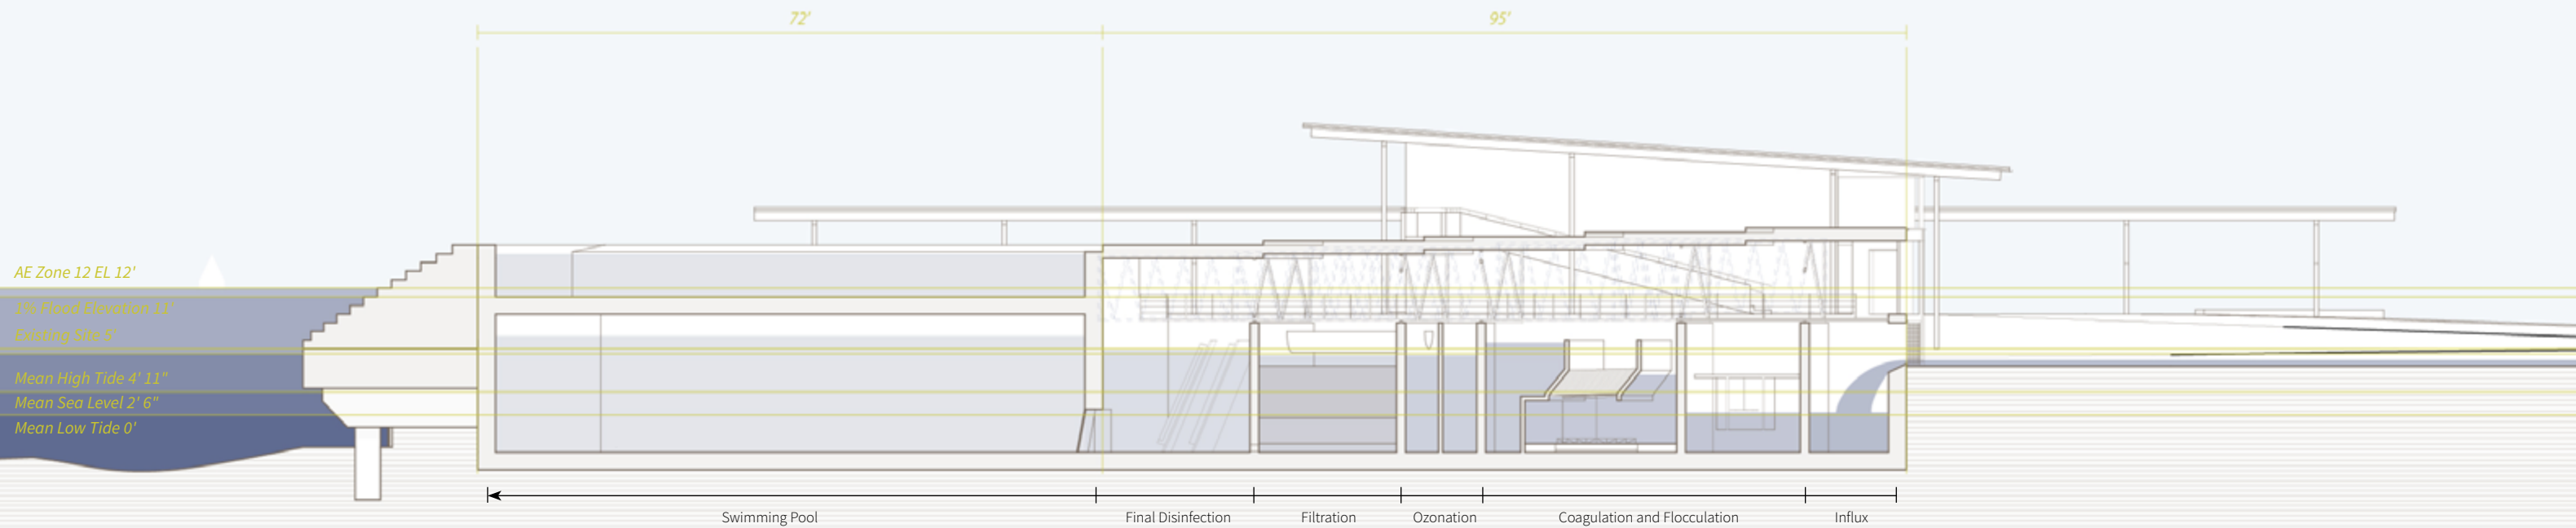 72'
95'
AE Zone 12 EL 12'
1% Flood Elevation 11'
Existing Site 5'
Mean High Tide 4' 11"
Mean Sea Level 2' 6"
Mean Low Tide 0'
Swimming Pool
Final Disinfection
Filtration
Ozonation
Coagulation and Flocculation
Influx